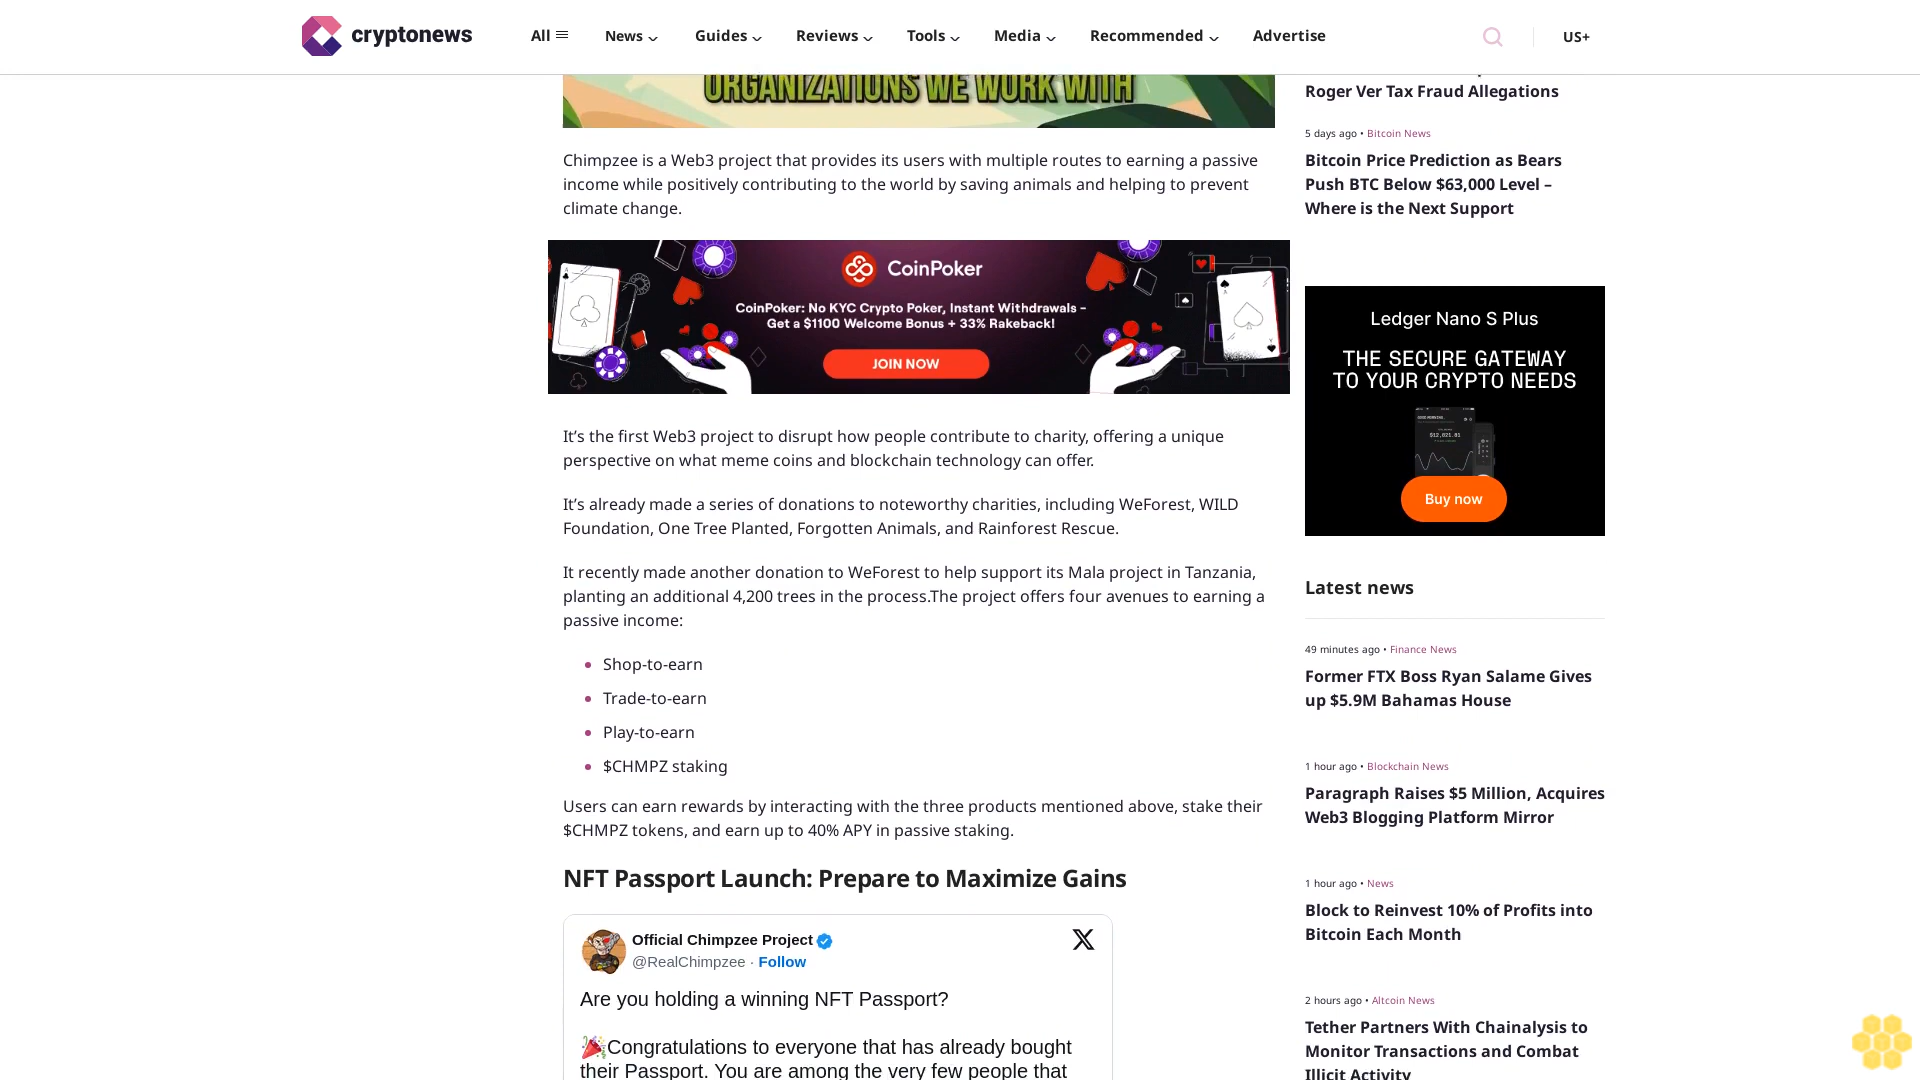 cryptonews
All
News
Guides
Reviews
Tools
Media
Recommended
Advertise
US+
ORGANIZATIONS WE WORK WITH
Chimpzee is a Web3 project that provides its users with multiple routes to earning a passive
income while positively contributing to the world by saving animals and helping to prevent
climate change.
CoinPoker
CoinPoker: No KYC Crypto Poker, Instant Withdrawals –
Get a $1100 Welcome Bonus + 33% Rakeback!
JOIN NOW
It’s the first Web3 project to disrupt how people contribute to charity, offering a unique
perspective on what meme coins and blockchain technology can offer.
It’s already made a series of donations to noteworthy charities, including WeForest, WILD
Foundation, One Tree Planted, Forgotten Animals, and Rainforest Rescue.
It recently made another donation to WeForest to help support its Mala project in Tanzania,
planting an additional 4,200 trees in the process.The project offers four avenues to earning a
passive income:
Shop-to-earn
Trade-to-earn
Play-to-earn
$CHMPZ staking
Users can earn rewards by interacting with the three products mentioned above, stake their
$CHMPZ tokens, and earn up to 40% APY in passive staking.
NFT Passport Launch: Prepare to Maximize Gains
Official Chimpzee Project
@RealChimpzee · Follow
Are you holding a winning NFT Passport?
🎉Congratulations to everyone that has already bought
their Passport. You are among the very few people that
Roger Ver Tax Fraud Allegations
5 days ago • Bitcoin News
Bitcoin Price Prediction as Bears
Push BTC Below $63,000 Level –
Where is the Next Support
Ledger Nano S Plus
THE SECURE GATEWAY
TO YOUR CRYPTO NEEDS
$12,021.01
Buy now
Latest news
49 minutes ago • Finance News
Former FTX Boss Ryan Salame Gives
up $5.9M Bahamas House
1 hour ago • Blockchain News
Paragraph Raises $5 Million, Acquires
Web3 Blogging Platform Mirror
1 hour ago • News
Block to Reinvest 10% of Profits into
Bitcoin Each Month
2 hours ago • Altcoin News
Tether Partners With Chainalysis to
Monitor Transactions and Combat
Illicit Activity